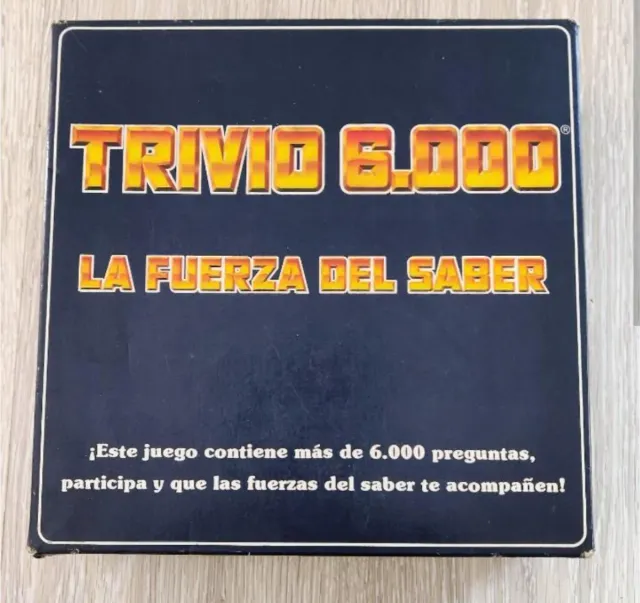 TRIVIO 6.000®
LA FUERZA DEL SABER
¡Este juego contiene más de 6.000 preguntas,
participa y que las fuerzas del saber te acompañen!